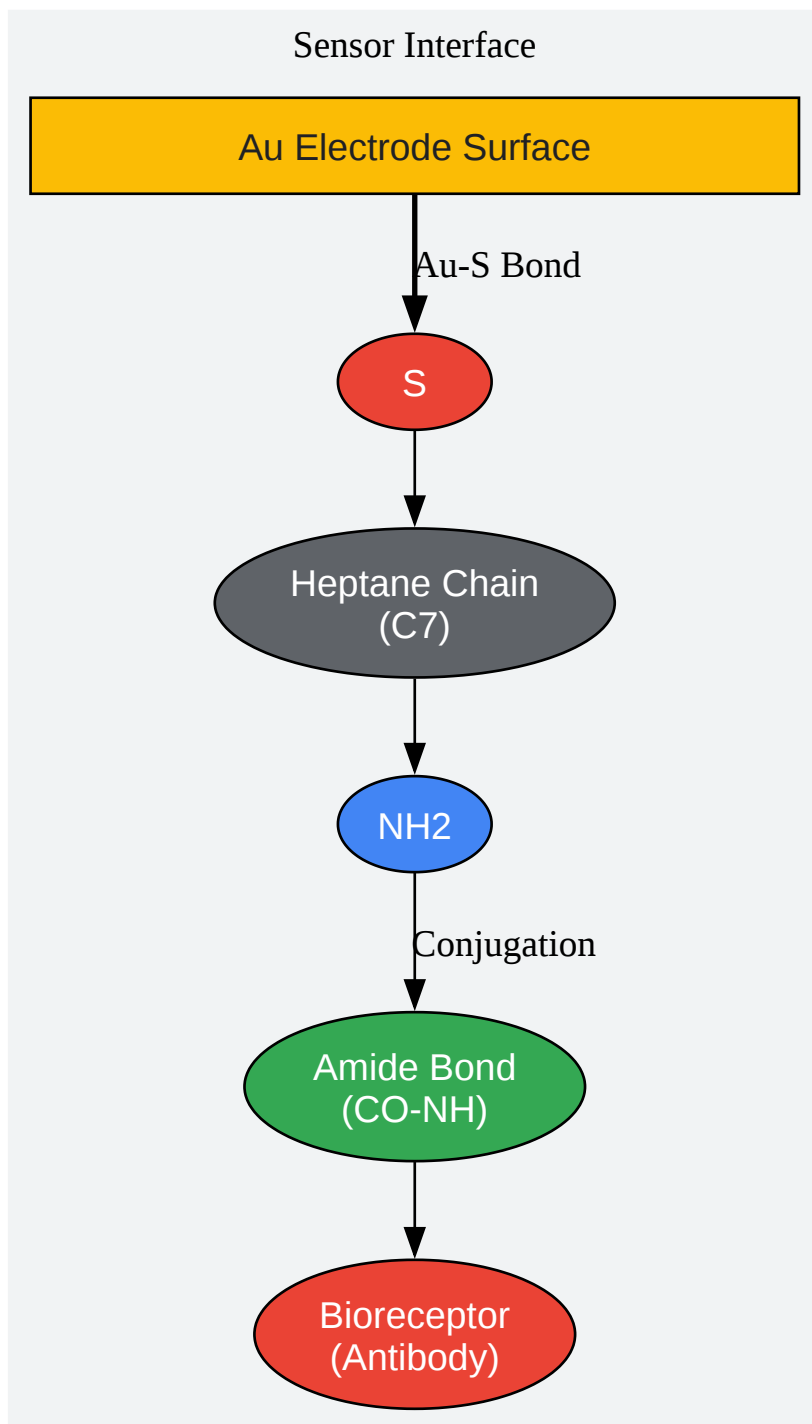 Sensor Interface
Au Electrode Surface
Au-S Bond
S
Heptane Chain
(C7)
NH2
Conjugation
Amide Bond
(CO-NH)
Bioreceptor
(Antibody)